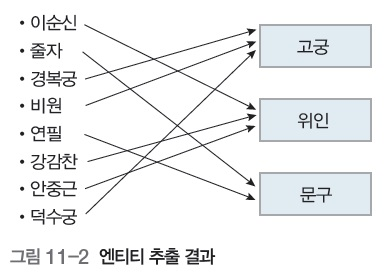 • 이순신
• 줄자
• 경복궁
• 비원
• 연필
• 강감찬
• 안중근
• 덕수궁
고궁
위인
문구
그림 11-2 엔티티 추출 결과